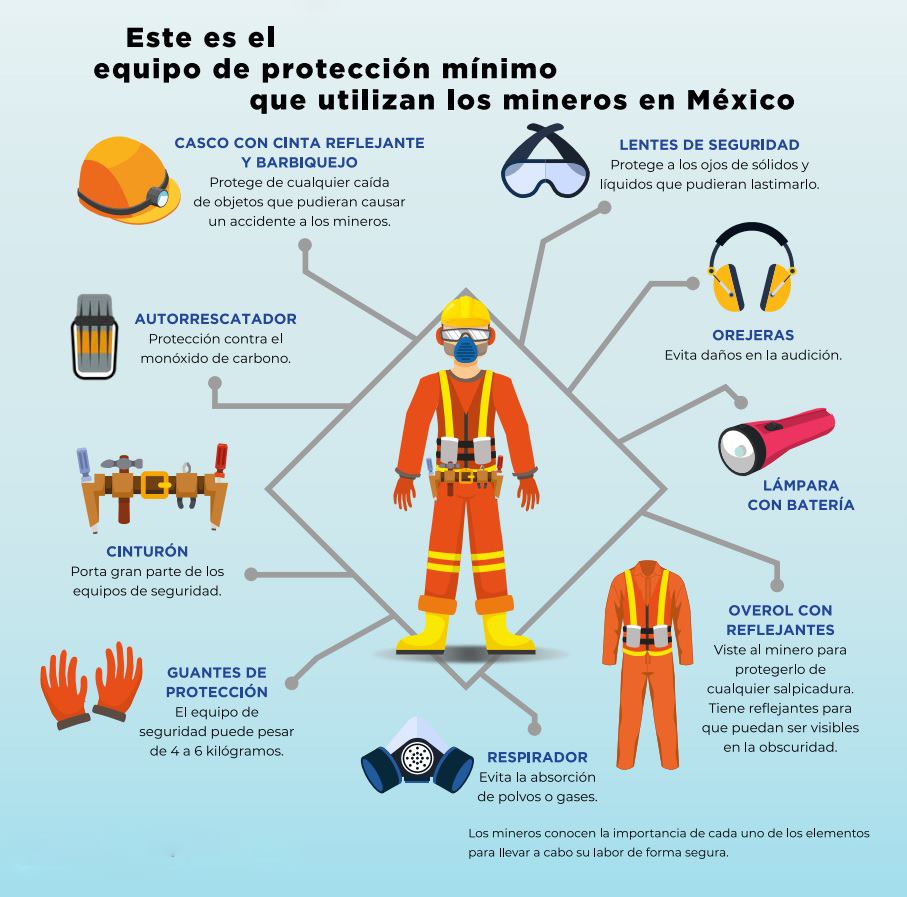 Este es el
equipo de protección mínimo
que utilizan los mineros en México
CASCO CON CINTA REFLEJANTE
Y BARBIQUEJO
Protege de cualquier caída
de objetos que pudieran causar
un accidente a los mineros.
LENTES DE SEGURIDAD
Protege a los ojos de sólidos y
líquidos que pudieran lastimarlo.
AUTORRESCATADOR
Protección contra el
monóxido de carbono.
OREJERAS
Evita daños en la audición.
LÁMPARA
CON BATERÍA
CINTURÓN
Porta gran parte de los
equipos de seguridad.
OVEROL CON
REFLEJANTES
Viste al minero para
protegerlo de
cualquier salpicadura.
Tiene reflejantes para
que puedan ser visibles
en la obscuridad.
GUANTES DE
PROTECCIÓN
El equipo de
seguridad puede pesar
de 4 a 6 kilógramos.
RESPIRADOR
Evita la absorción
de polvos o gases.
Los mineros conocen la importancia de cada uno de los elementos
para llevar a cabo su labor de forma segura.